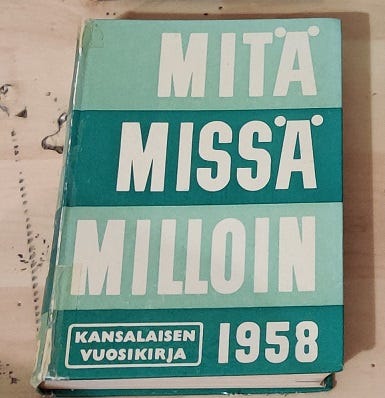 MITÄ
MISSÄ
MILLOIN
KANSALAISEN
VUOSIKIRJA
1958